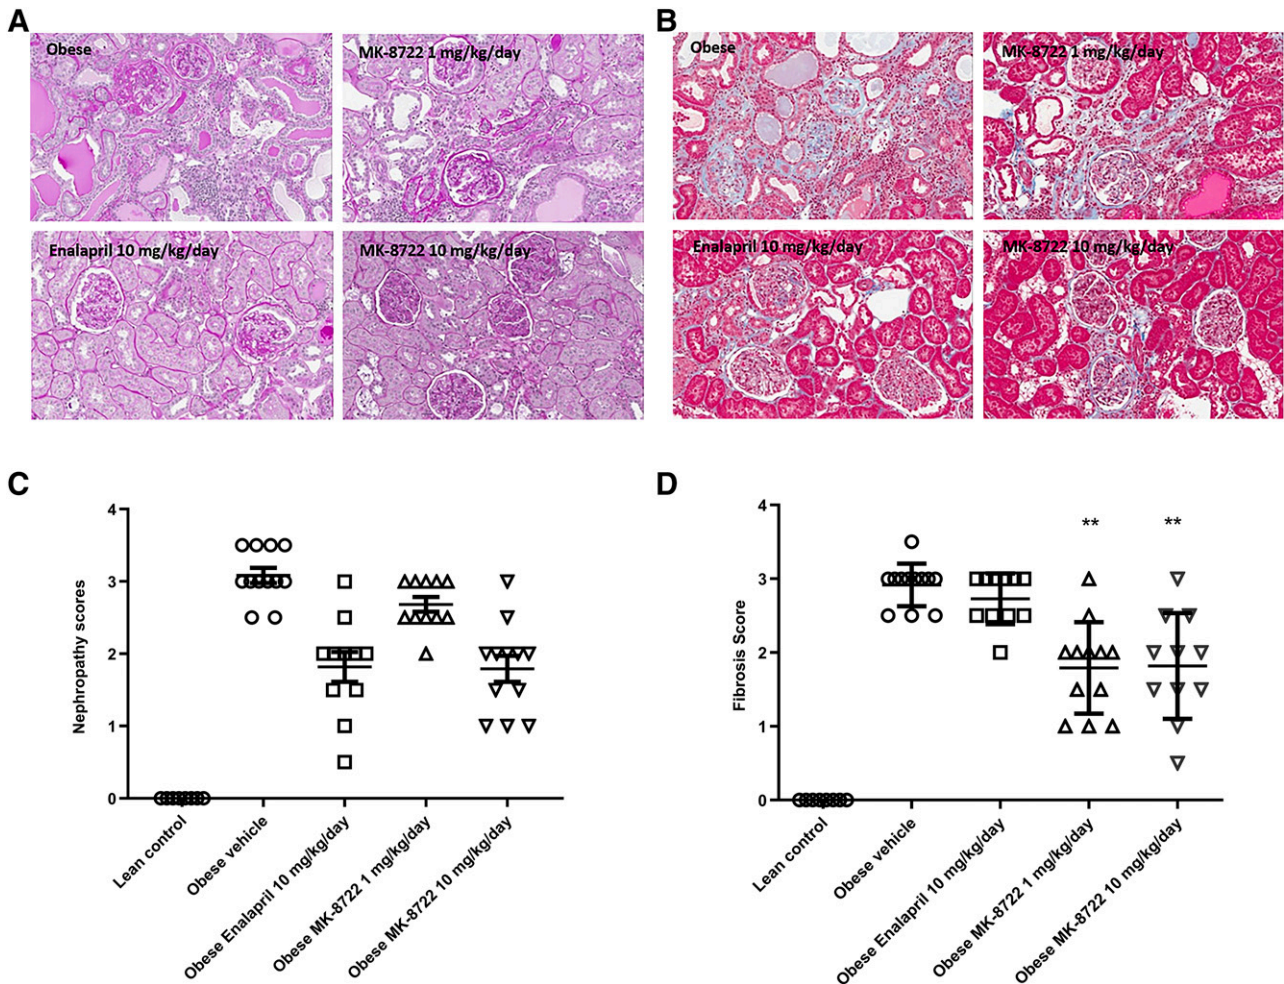 A
Obese
MK-8722 1 mg/kg/day
Enalapril 10 mg/kg/day
MK-8722 10 mg/kg/day
B
Obese
MK-8722 1 mg/kg/day
Enalapril 10 mg/kg/day
MK-8722 10 mg/kg/day
C
Nephropathy scores
4
3
2
1
0
Lean control
Obese vehicle
Obese Enalapril 10 mg/kg/day
Obese MK-8722 1 mg/kg/day
Obese MK-8722 10 mg/kg/day
D
Fibrosis Score
4
3
2
1
0
**
**
Lean control
Obese vehicle
Obese Enalapril 10 mg/kg/day
Obese MK-8722 1 mg/kg/day
Obese MK-8722 10 mg/kg/day